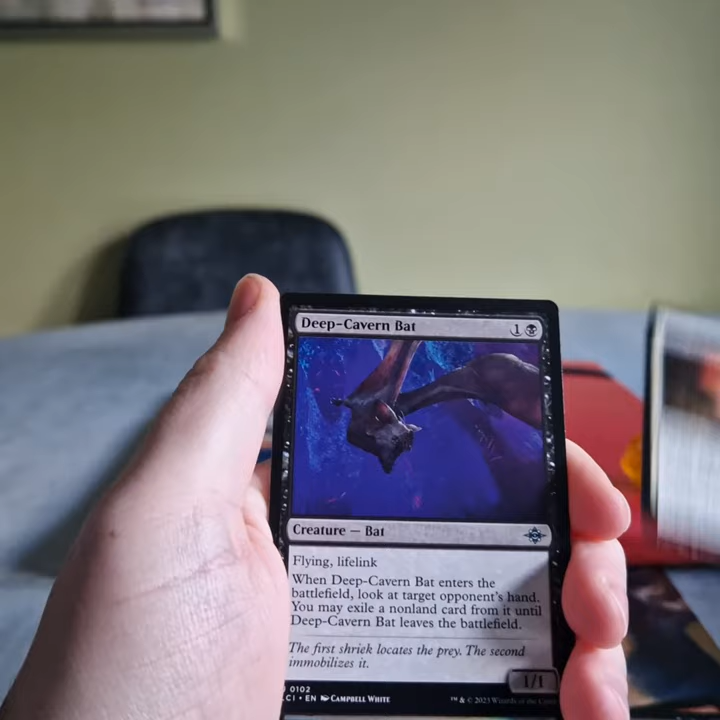 Deep-Cavern Bat 1
Creature — Bat
Flying, lifelink
When Deep-Cavern Bat enters the
battlefield, look at target opponent's hand.
You may exile a nonland card from it until
Deep-Cavern Bat leaves the battlefield.
The first shriek locates the prey. The second
immobilizes it.
1/1
0102
CI • EN CAMPBELL WHITE ™ & © 2023 Wizards of the Coast